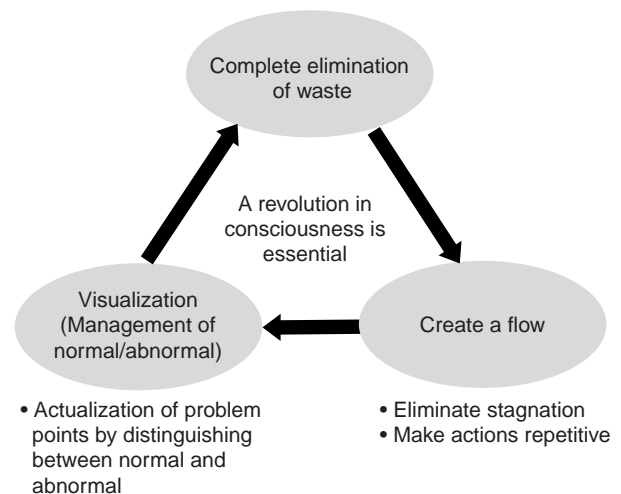 Complete elimination
of waste
A revolution in
consciousness is
essential
Visualization
(Management of
normal/abnormal)
Create a flow
• Actualization of problem
points by distinguishing
between normal and
abnormal
• Eliminate stagnation
• Make actions repetitive